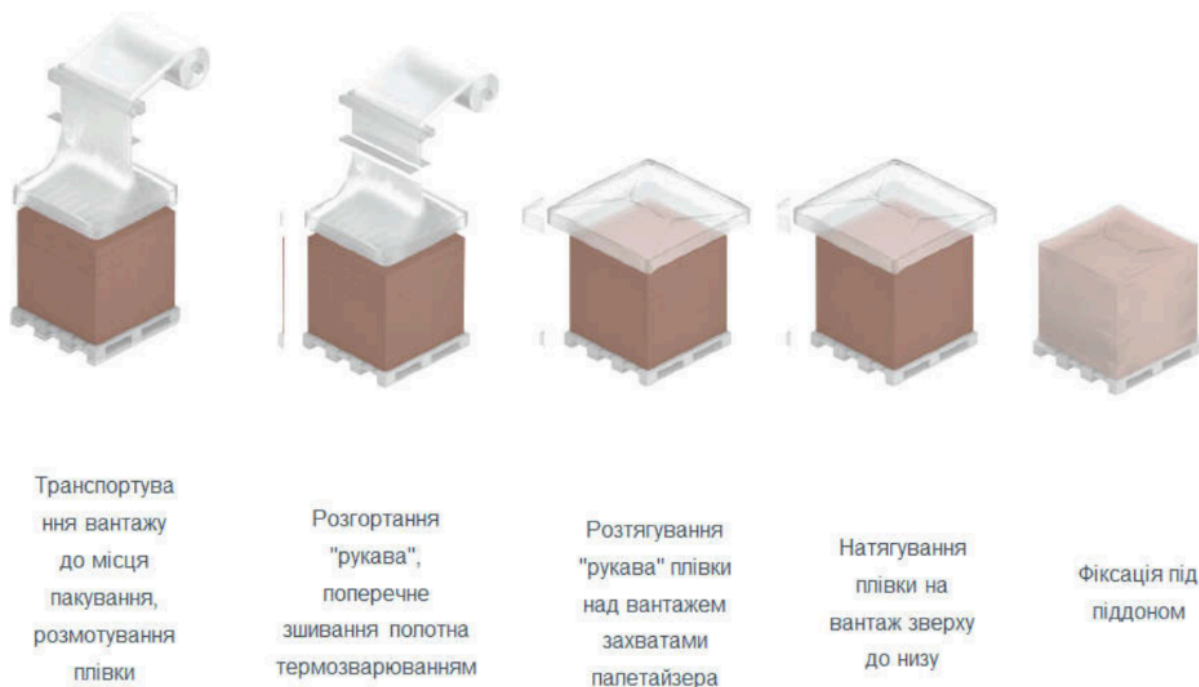 Транспортува
ння вантажу
до місця
пакування,
розмотування
плівки
Розгортання
"рукава",
поперечне
зшивання полотна
термозварюванням
Розтягування
"рукава" плівки
над вантажем
захватами
палетайзера
Натягування
плівки на
вантаж зверху
до низу
Фіксація під
піддоном